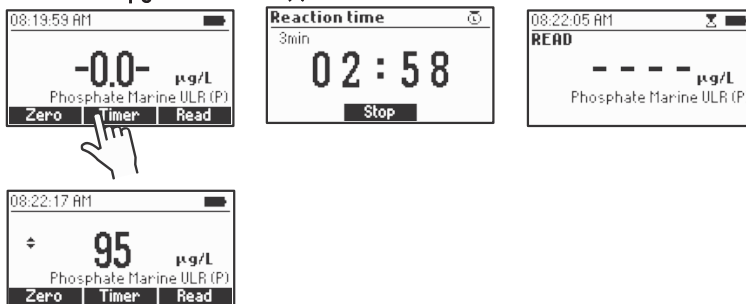 08:19:59 AM
-0.0- µg/L
Phosphate Marine ULR (P)
Zero Timer Read
Reaction time
3min
02:58
Stop
08:22:05 AM
READ
---- µg/L
Phosphate Marine ULR (P
08:22:17 AM
95 µg/L
Phosphate Marine ULR (P)
Zero Timer Read